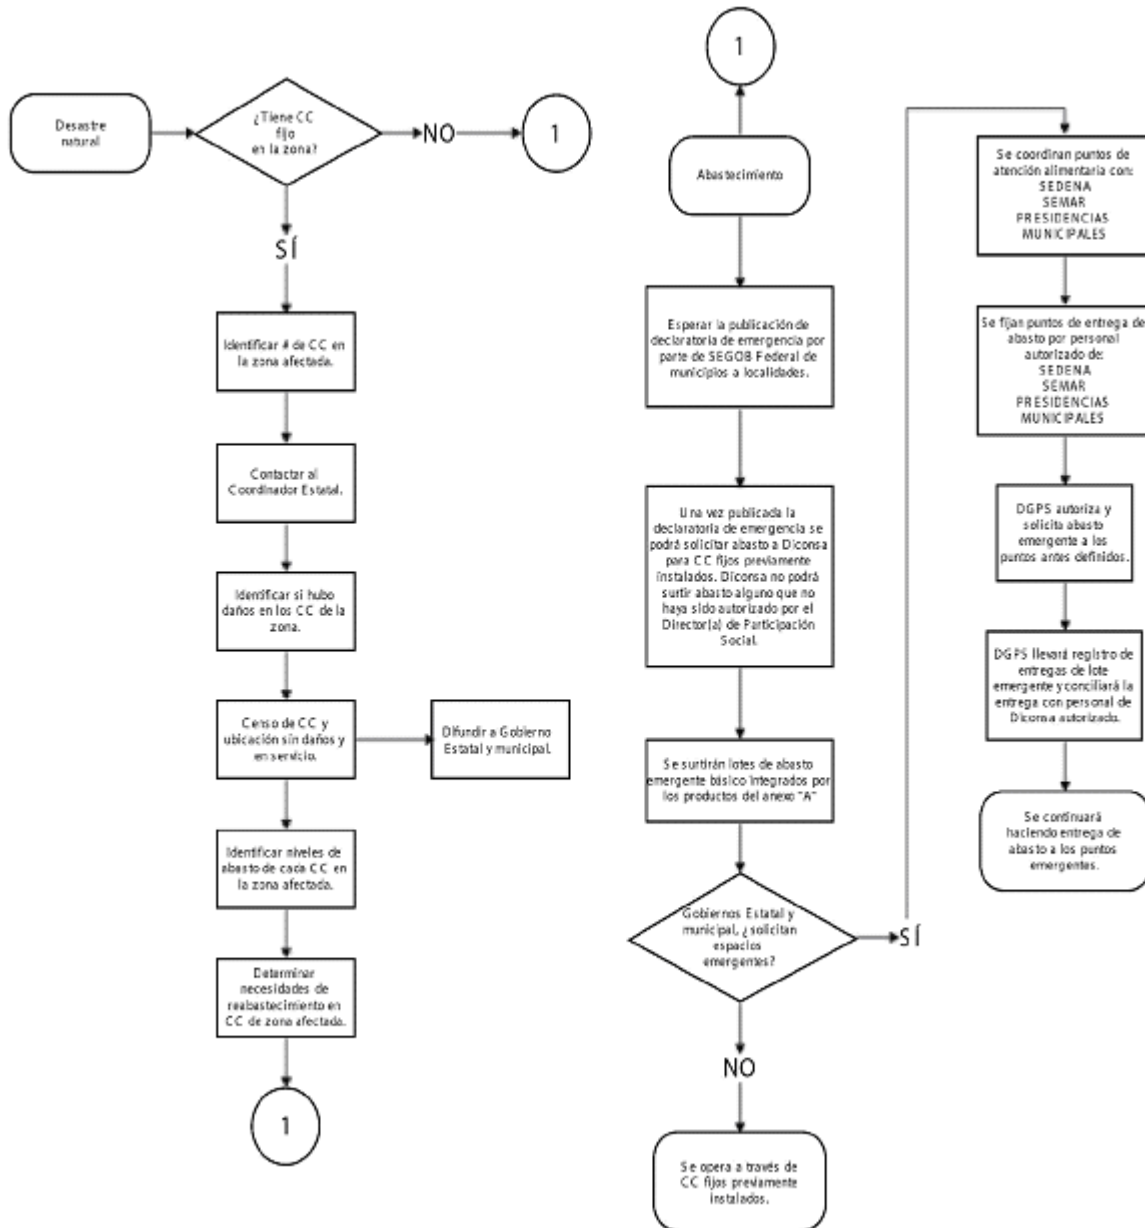 Desastre
natural
¿Tiene CC
fijo
en la zona?
NO
1
SÍ
Identificar # de CC en
la zona afectada.
Contactar al
Coordinador Estatal.
Identificar si hubo
daños en los CC de la
zona.
Censo de CC y
ubicación sin daños y
en servicio.
Difundir a Gobierno
Estatal y municipal.
Identificar niveles de
abasto de cada CC en
la zona afectada.
Determinar
necesidades de
reabastecimiento en
CC de zona afectada.
1
1
Abastecimiento
Esperar la publicación de
declaratoria de emergencia por
parte de SEGOB Federal de
municipios a localidades.
Una vez publicada la
declaratoria de emergencia se
podrá solicitar abasto a Diconsa
para CC fijos previamente
instalados. Diconsa no podrá
surtir abasto alguno que no
haya sido autorizado por el
Director(a) de Participación
Social.
Se surtirán lotes de abasto
emergente básico integrados por
los productos del anexo "A"
Gobiernos Estatal y
municipal, ¿solicitan
espacios
emergentes?
SÍ
NO
Se opera a través de
CC fijos previamente
instalados.
Se coordinan puntos de
atención alimentaria con:
SEDENA
SEMAR
PRESIDENCIAS
MUNICIPALES
Se fijan puntos de entrega de
abasto por personal
autorizado de:
SEDENA
SEMAR
PRESIDENCIAS
MUNICIPALES
DGPS autoriza y
solicita abasto
emergente a los
puntos antes definidos.
DGPS llevará registro de
entregas de lote
emergente y conciliará la
entrega con personal de
Diconsa autorizado.
Se continuará
haciendo entrega de
abasto a los puntos
emergentes.